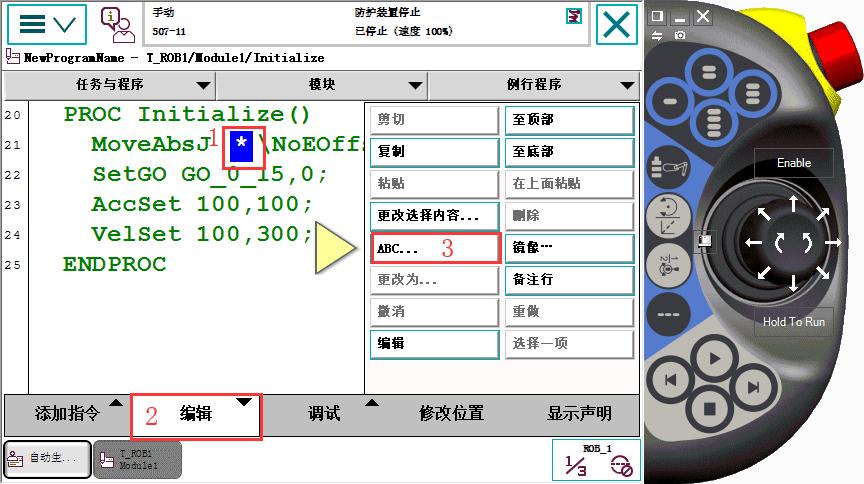 手动
507-11
防护装置停止
已停止 (速度 100%)
NewProgramName - T_ROB1/Module1/Initialize
任务与程序
模块
例行程序
20 PROC Initialize()
21 MoveAbsJ * \NoEOff
22 SetGO GO_0_15,0;
23 AccSet 100,100;
24 VelSet 100,300;
25 ENDPROC
1
剪切
至顶部
复制
至底部
粘贴
在上面粘贴
更改选择内容...
删除
ABC...
3
镜像...
更改为...
备注行
撤消
重做
编辑
选择一项
添加指令
2
编辑
调试
修改位置
显示声明
自动生...
T_ROB1
Module1
ROB_1
1/3
Enable
Hold To Run